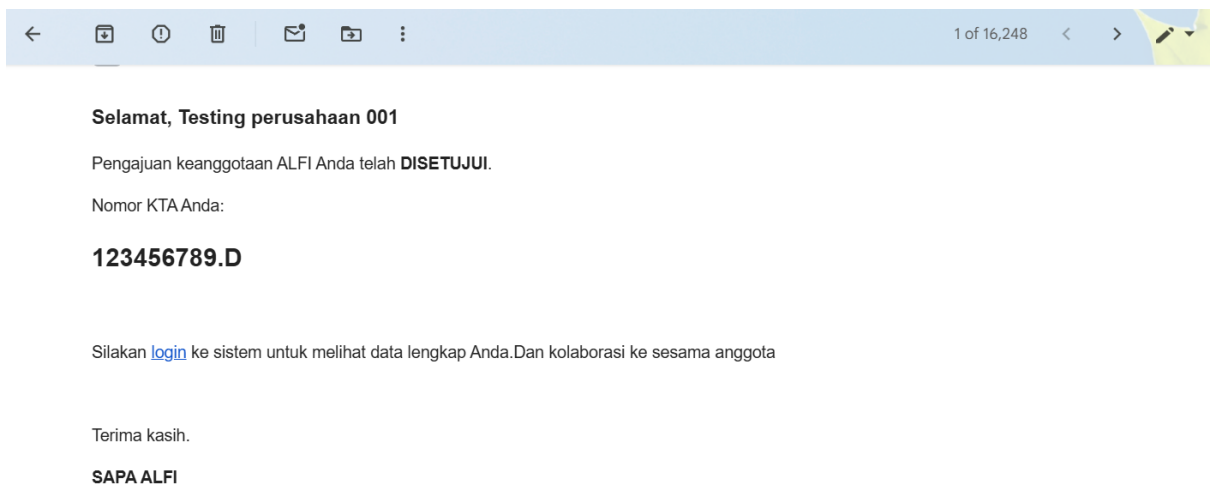 1 of 16,248
Selamat, Testing perusahaan 001
Pengajuan keanggotaan ALFI Anda telah DISETUJUI.
Nomor KTA Anda:
123456789.D
Silakan login ke sistem untuk melihat data lengkap Anda.Dan kolaborasi ke sesama anggota
Terima kasih.
SAPA ALFI